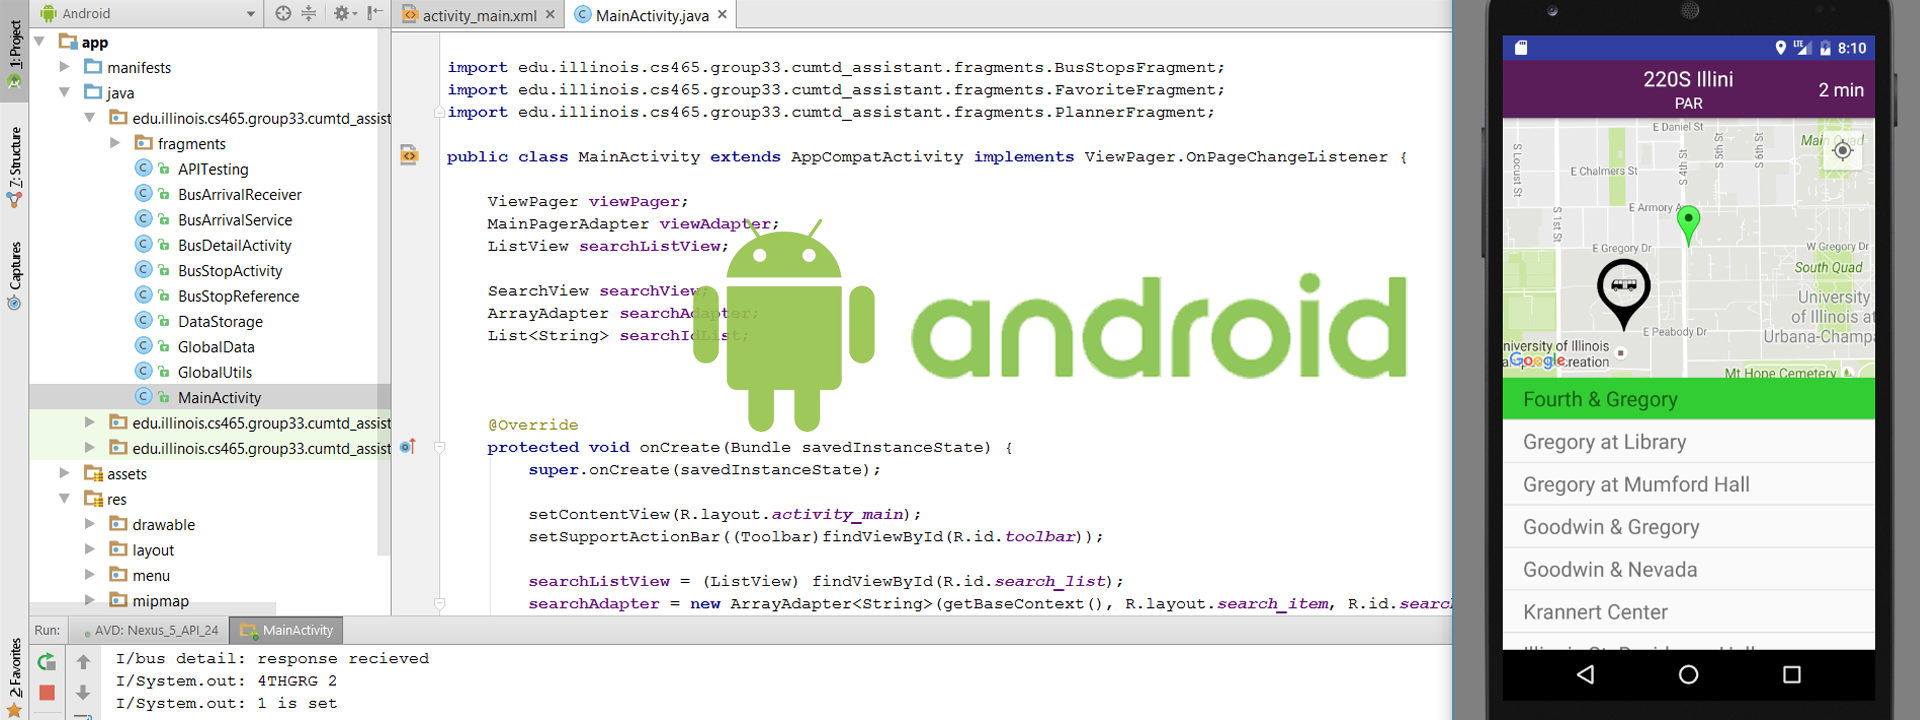 Android
activity_main.xml
MainActivity.java
1: Project
7: Structure
Captures
2: Favorites
app
manifests
java
edu.illinois.cs465.group33.cumtd_assist
fragments
APITesting
BusArrivalReceiver
BusArrivalService
BusDetailActivity
BusStopActivity
BusStopReference
DataStorage
GlobalData
GlobalUtils
MainActivity
edu.illinois.cs465.group33.cumtd_assist
edu.illinois.cs465.group33.cumtd_assist
assets
res
drawable
layout
menu
mipmap
import edu.illinois.cs465.group33.cumtd_assistant.fragments.BusStopsFragment;
import edu.illinois.cs465.group33.cumtd_assistant.fragments.FavoriteFragment;
import edu.illinois.cs465.group33.cumtd_assistant.fragments.PlannerFragment;
public class MainActivity extends AppCompatActivity implements ViewPager.OnPageChangeListener {
ViewPager viewPager;
MainPagerAdapter viewAdapter;
ListView searchListView;
SearchView searchView;
ArrayAdapter searchAdapter;
List<String> searchIdList;
android
@Override
protected void onCreate(Bundle savedInstanceState) {
super.onCreate(savedInstanceState);
setContentView(R.layout.activity_main);
setSupportActionBar((Toolbar)findViewById(R.id.toolbar));
searchListView = (ListView) findViewById(R.id.search_list);
searchAdapter = new ArrayAdapter<String>(getBaseContext(), R.layout.search_item, R.id.searc
Run:
AVD: Nexus_5_API_24
MainActivity
I/bus detail: response recieved
I/System.out: 4THGRG 2
I/System.out: 1 is set
LTE 8:10
220S Illini
PAR
2 min
E Daniel St
Main Quad
S Locust St
S 4th St
S 5th St
S 6th St
E Chalmers St
S 1st St
E Armory A
E Gregory Dr
W Gregory Dr
South Quad
University
of Illinois at
Urbana-Champa
E Peabody Dr
niversity of Illinois
Google
creation
Mt Hope Cemetery
Fourth & Gregory
Gregory at Library
Gregory at Mumford Hall
Goodwin & Gregory
Goodwin & Nevada
Krannert Center